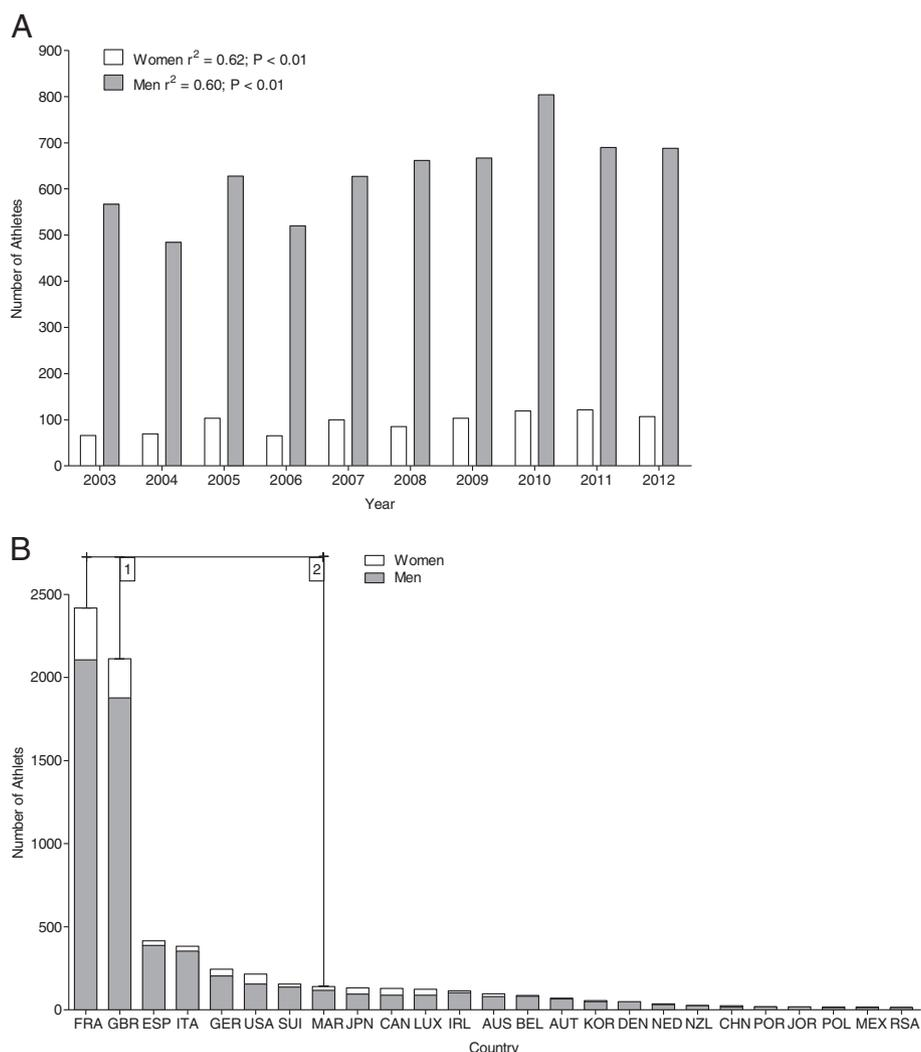 A
900
Women r² = 0.62; P < 0.01
Men r² = 0.60; P < 0.01
800
700
600
500
400
300
200
100
0
Number of Athletes
2003 2004 2005 2006 2007 2008 2009 2010 2011 2012
Year
B
1 2
Women
Men
2500
2000
1500
1000
500
0
Number of Athlets
FRA GBR ESP ITA GER USA SUI MAR JPN CAN LUX IRL AUS BEL AUT KOR DEN NED NZL CHN POR JOR POL MEX RSA
Country